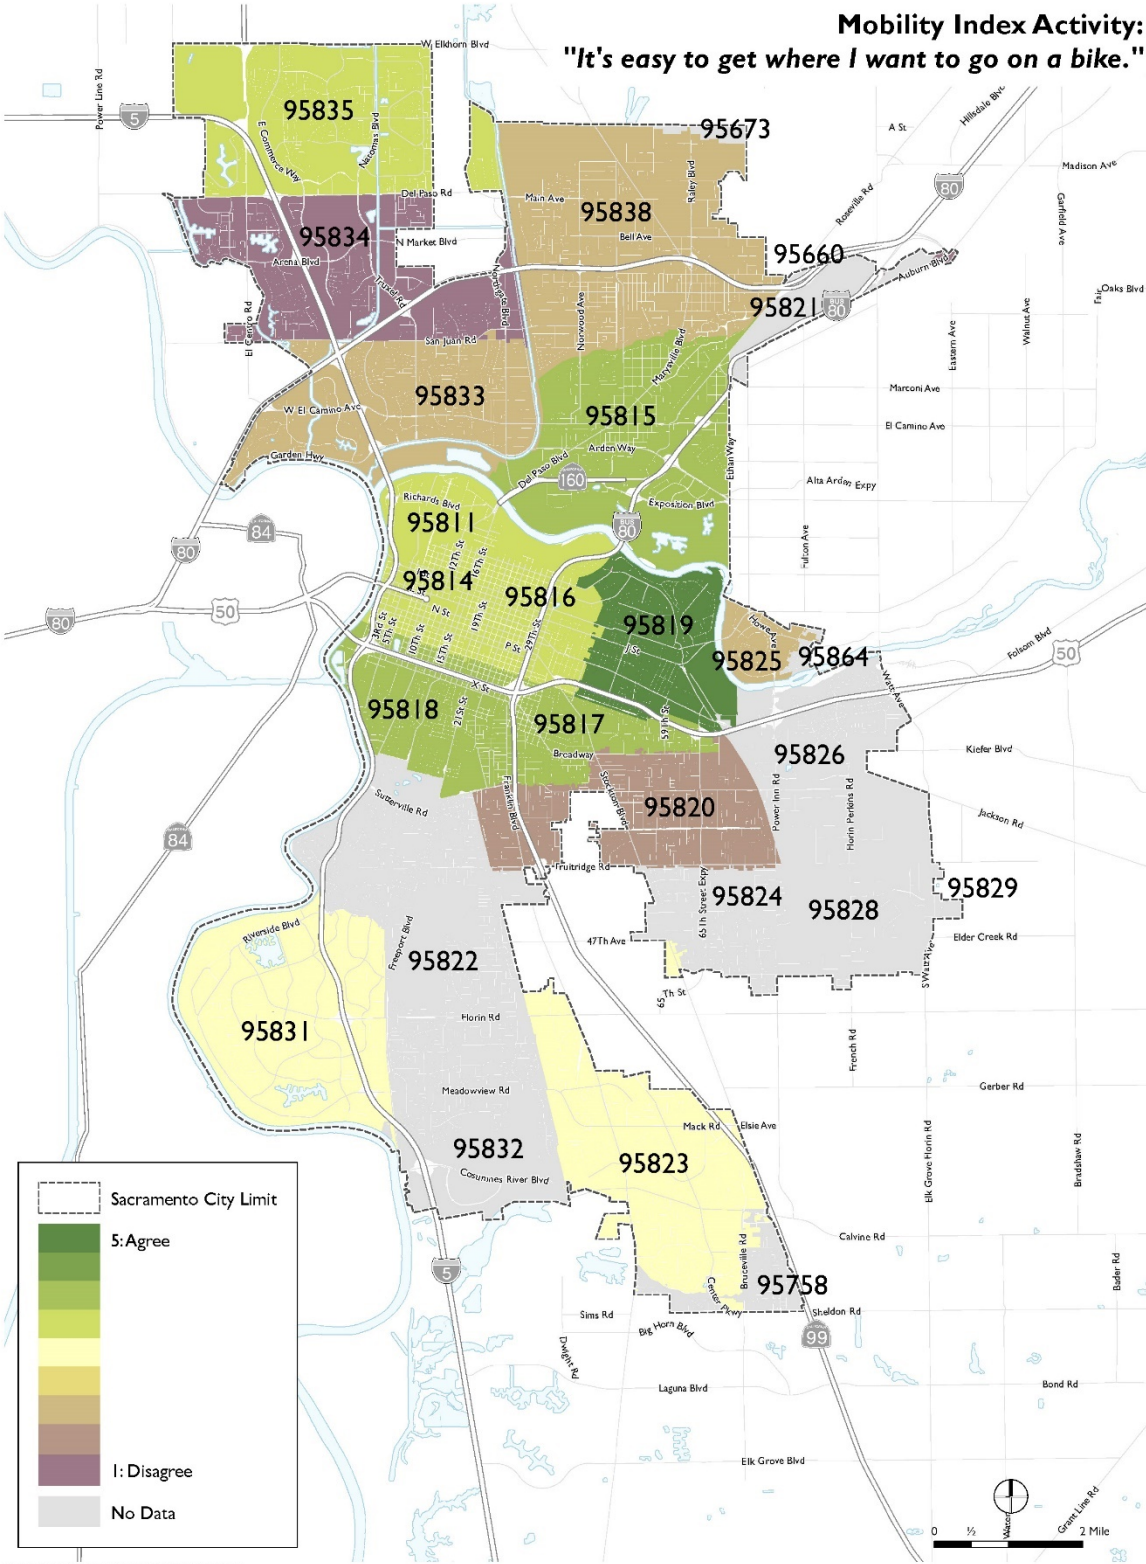 Mobility Index Activity:
"It's easy to get where I want to go on a bike."
W Elkhorn Blvd
Power Line Rd
5
95835
E Commerce Way
Natomas Blvd
95673
A St
Hillsdale Blvd
Madison Ave
80
Roseville Rd
Garfield Ave
Del Paso Rd
Main Ave
Raley Blvd
95838
95834
N Market Blvd
Bell Ave
95660
Arena Blvd
Truxel Rd
Northgate Blvd
Auburn Blvd
Fair Oaks Blvd
95821
BUS 80
El Centro Rd
San Juan Rd
Norwood Ave
Marysville Blvd
Eastern Ave
Walnut Ave
95833
95815
Marconi Ave
W El Camino Ave
El Camino Ave
Garden Hwy
Arden Way
Del Paso Blvd
Ethan Way
160
Alta Arden Expy
Richards Blvd
Exposition Blvd
95811
BUS 80
84
80
Fulton Ave
12Th St
16Th St
95814
95816
N St
80
50
3Rd St
5Th St
10Th St
15Th St
19Th St
P St
29Th St
95819
J St
Howe Ave
95825
95864
Folsom Blvd
50
X St
Watt Ave
95818
21St St
95817
59Th St
Broadway
95826
Kiefer Blvd
Sutterville Rd
Franklin Blvd
Stockton Blvd
95820
Power Inn Rd
Florin Perkins Rd
Jackson Rd
84
Fruitridge Rd
65Th Street Expy
95824
95828
95829
Riverside Blvd
Freeport Blvd
47Th Ave
Elder Creek Rd
95822
S Watt Ave
65 Th St
Florin Rd
95831
French Rd
Meadowview Rd
Gerber Rd
Mack Rd
Elsie Ave
95832
95823
Elk Grove Florin Rd
Bradshaw Rd
Cosumnes River Blvd
Sacramento City Limit
5: Agree
Calvine Rd
5
Bruceville Rd
Bader Rd
95758
Center Pkwy
Sims Rd
Big Horn Blvd
Sheldon Rd
99
Dwight Rd
Laguna Blvd
Bond Rd
1: Disagree
Elk Grove Blvd
No Data
Waterman
Grant Line Rd
0 ½ 2 Mile